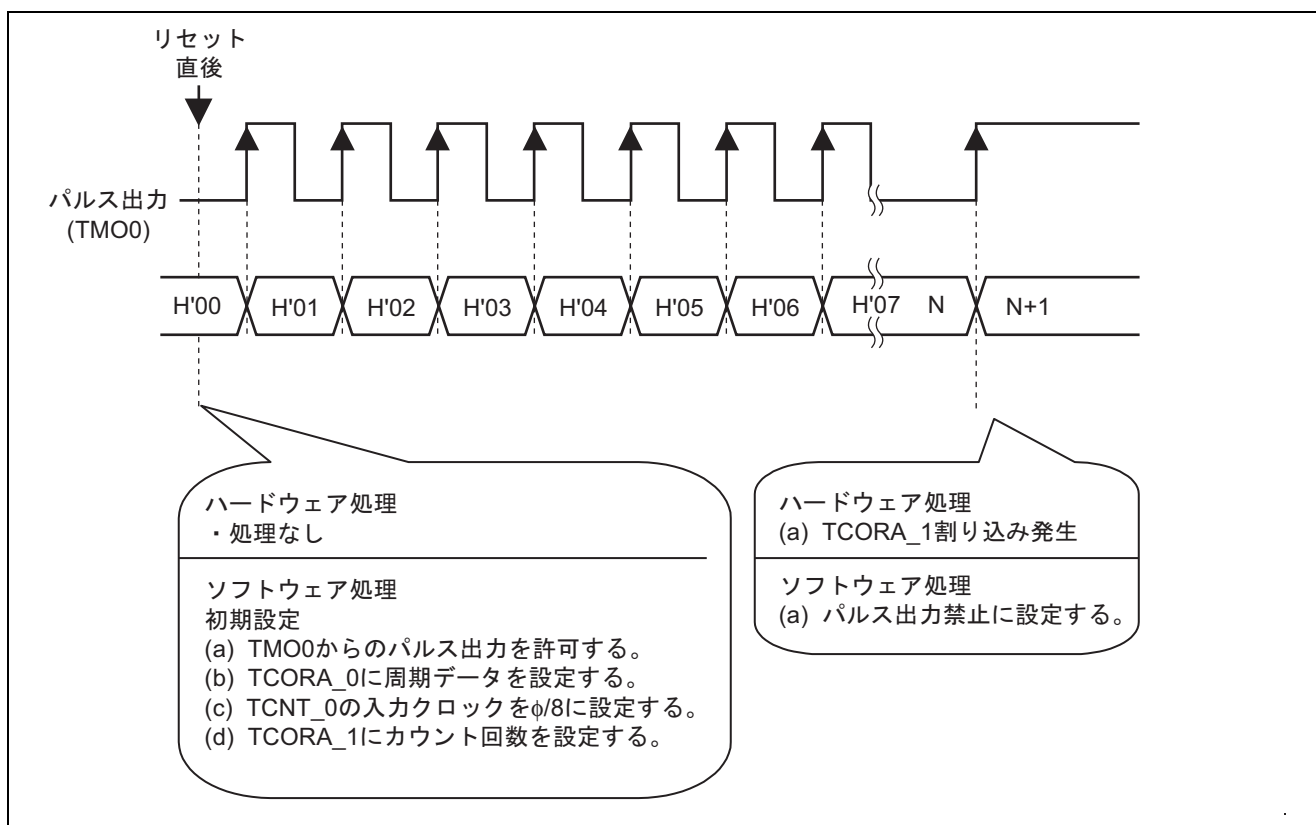 リセット
直後
パルス出力
(TMO0)
H'00 H'01 H'02 H'03 H'04 H'05 H'06 H'07 N N+1
ハードウェア処理
・処理なし
ソフトウェア処理
初期設定
(a) TMO0からのパルス出力を許可する。
(b) TCORA_0に周期データを設定する。
(c) TCNT_0の入力クロックをϕ/8に設定する。
(d) TCORA_1にカウント回数を設定する。
ハードウェア処理
(a) TCORA_1割り込み発生
ソフトウェア処理
(a) パルス出力禁止に設定する。